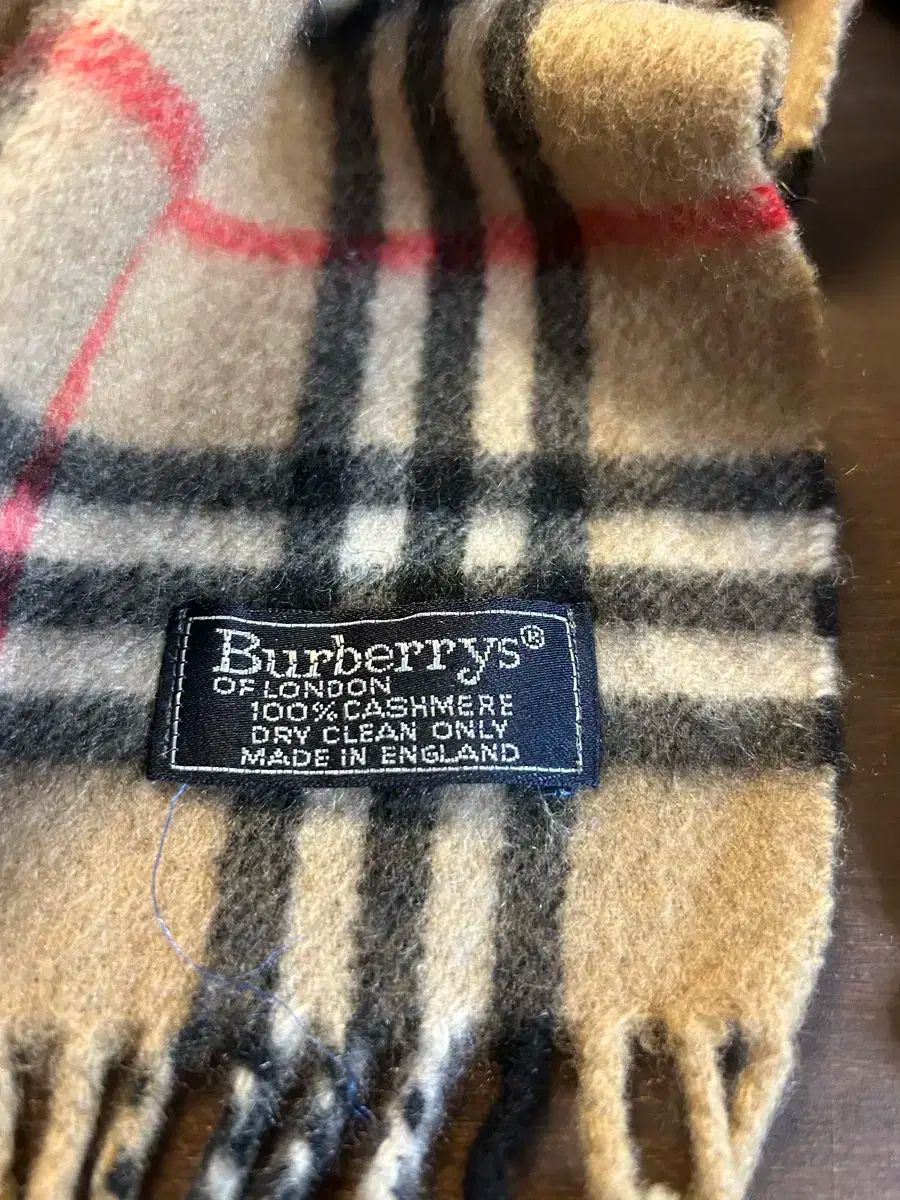 Burberrys®
OF LONDON
100% CASHMERE
DRY CLEAN ONLY
MADE IN ENGLAND